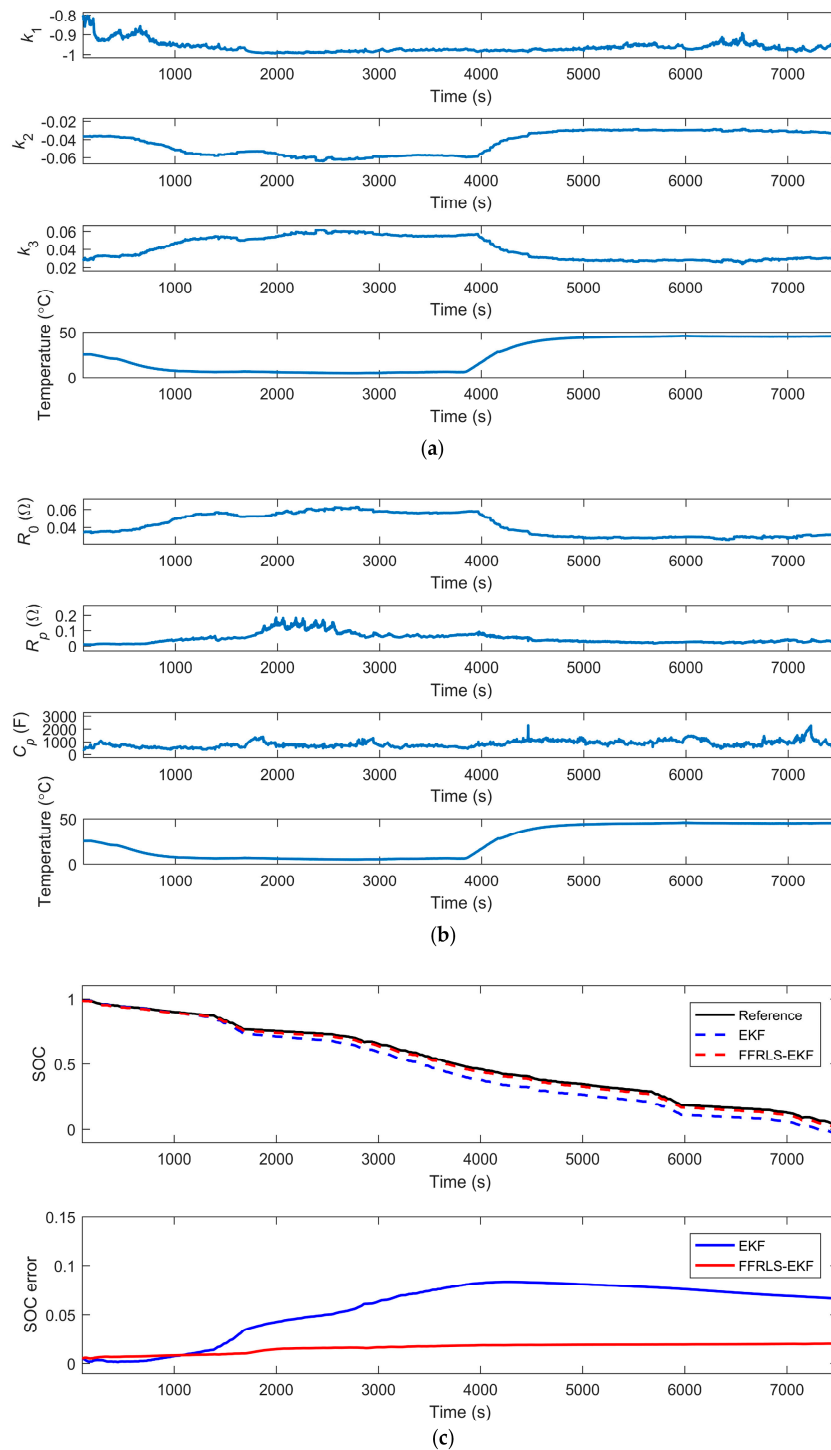 k1
-0.8
-0.9
-1
1000 2000 3000 4000 5000 6000 7000
Time (s)
k2
-0.02
-0.04
-0.06
1000 2000 3000 4000 5000 6000 7000
Time (s)
k3
0.06
0.04
0.02
1000 2000 3000 4000 5000 6000 7000
Time (s)
Temperature (°C)
50
0
1000 2000 3000 4000 5000 6000 7000
Time (s)
(a)
R0 (Ω)
0.06
0.04
1000 2000 3000 4000 5000 6000 7000
Time (s)
Rp (Ω)
0.2
0.1
0
1000 2000 3000 4000 5000 6000 7000
Time (s)
Cp (F)
3000
2000
1000
0
1000 2000 3000 4000 5000 6000 7000
Time (s)
Temperature (°C)
50
0
1000 2000 3000 4000 5000 6000 7000
Time (s)
(b)
SOC
1
0.5
0
Reference
EKF
FFRLS-EKF
1000 2000 3000 4000 5000 6000 7000
Time (s)
SOC error
0.15
0.1
0.05
0
EKF
FFRLS-EKF
1000 2000 3000 4000 5000 6000 7000
Time (s)
(c)